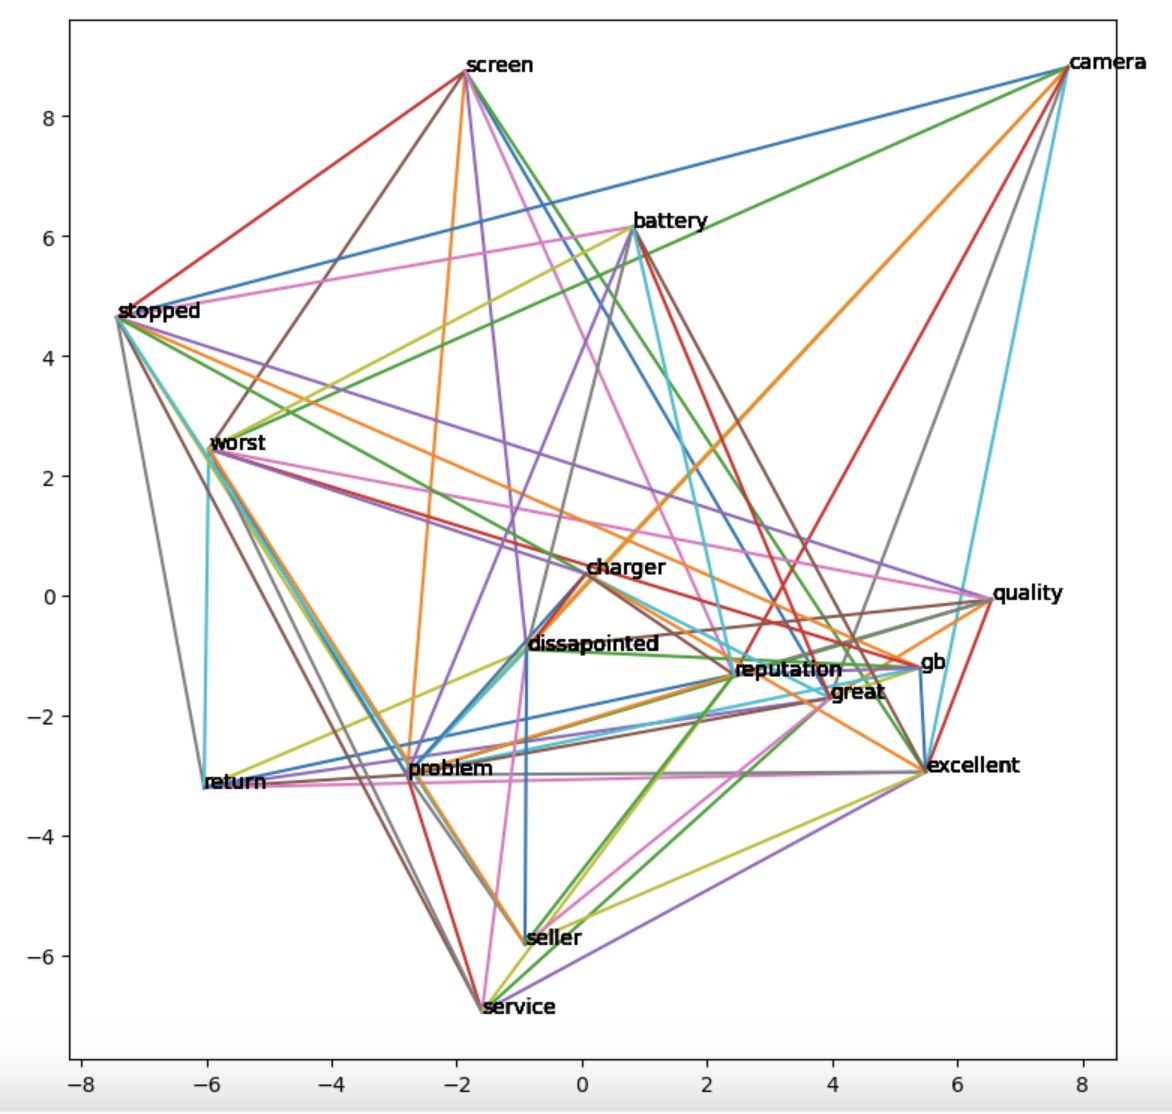 screen
camera
8
battery
6
stopped
4
worst
2
charger
quality
0
dissapointed
gb
reputation
great
−2
problem
excellent
return
−4
seller
−6
service
−8
−6
−4
−2
0
2
4
6
8